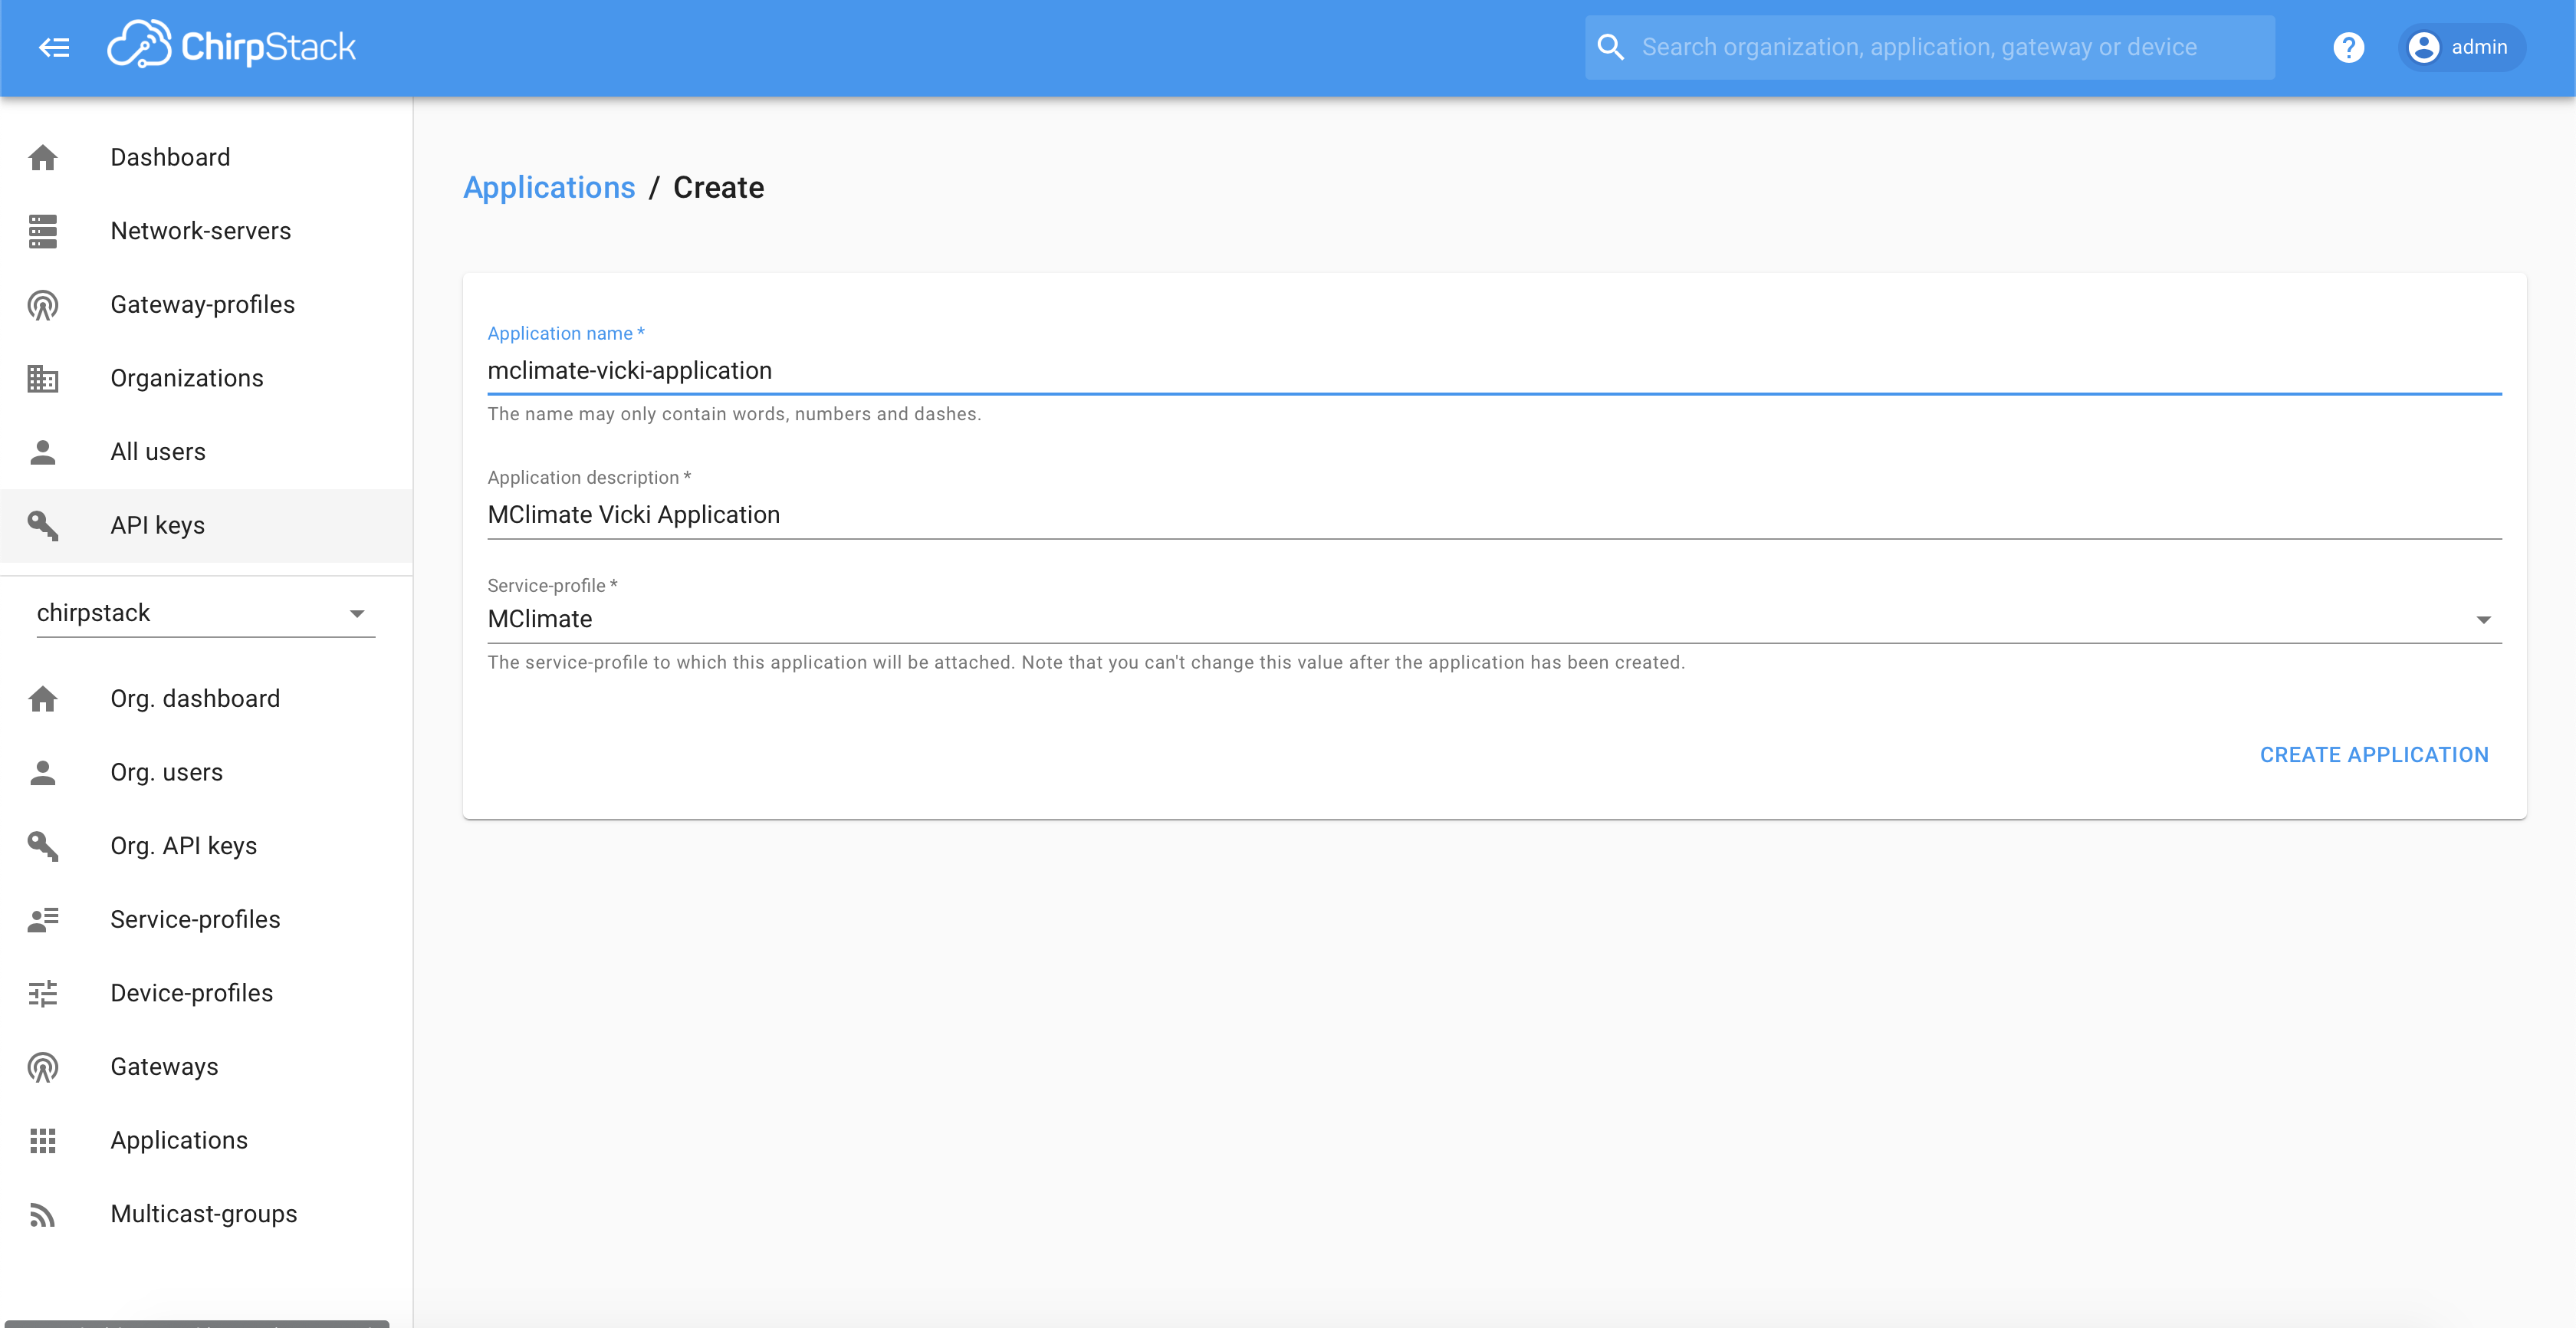 ChirpStack
Search organization, application, gateway or device
?
admin
Dashboard
Network-servers
Gateway-profiles
Organizations
All users
API keys
chirpstack
Org. dashboard
Org. users
Org. API keys
Service-profiles
Device-profiles
Gateways
Applications
Multicast-groups
Applications / Create
Application name *
mclimate-vicki-application
The name may only contain words, numbers and dashes.
Application description *
MClimate Vicki Application
Service-profile *
MClimate
The service-profile to which this application will be attached. Note that you can't change this value after the application has been created.
CREATE APPLICATION